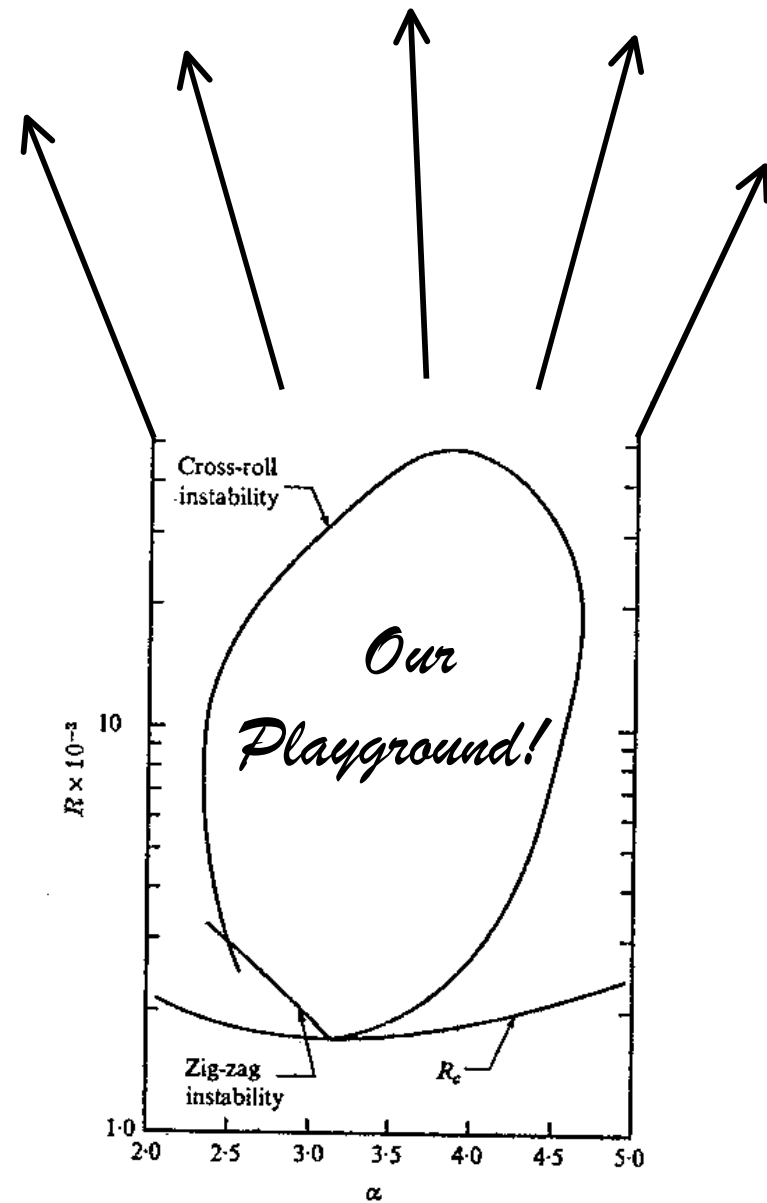 Cross-roll
instability
Our
Playground!
10
R × 10⁻³
Zig-zag
instability
R_c
1·0
2·0 2·5 3·0 3·5 4·0 4·5 5·0
α